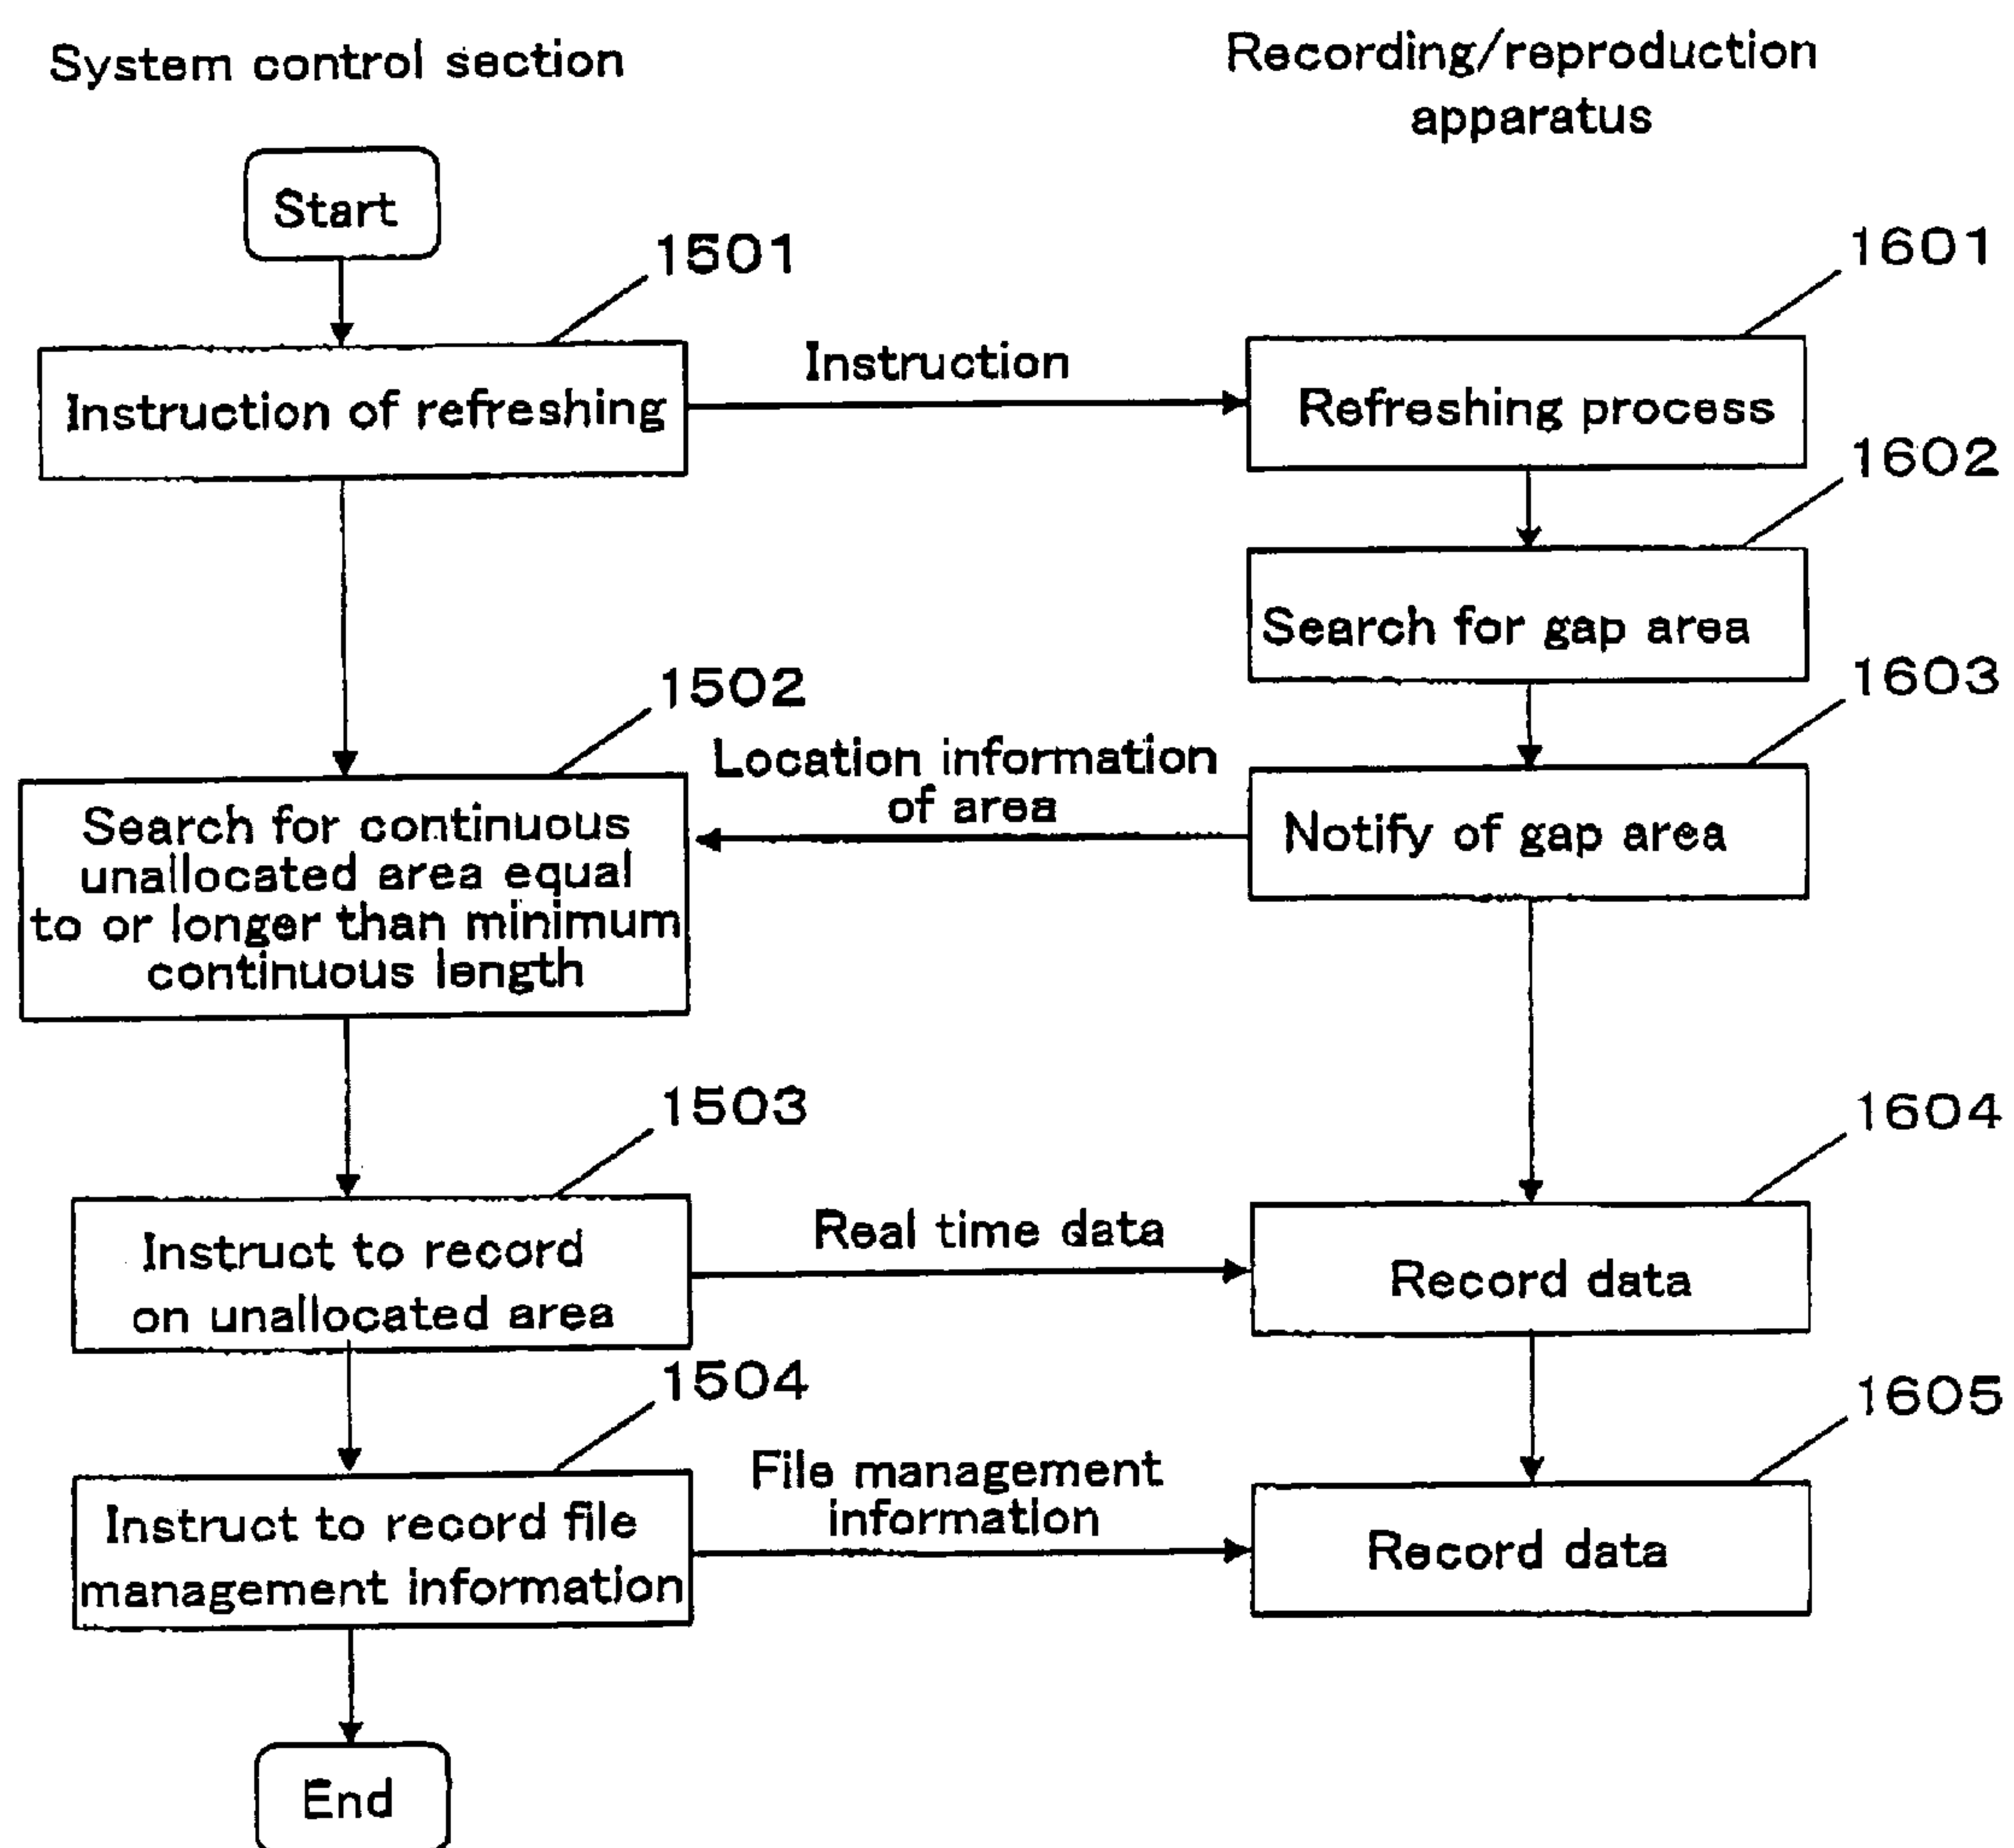 System control section
Recording/reproduction
apparatus
Start
1501
1601
Instruction of refreshing
Instruction
Refreshing process
1602
Search for gap area
1502
1603
Location information
of area
Search for continuous
unallocated area equal
to or longer than minimum
continuous length
Notify of gap area
1503
1604
Instruct to record
on unallocated area
Real time data
Record data
1504
1605
Instruct to record file
management information
File management
information
Record data
End